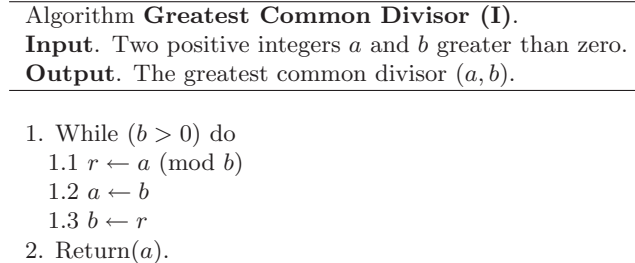 Algorithm Greatest Common Divisor (I).
Input. Two positive integers a and b greater than zero.
Output. The greatest common divisor (a, b).
1. While (b > 0) do
1.1 r ← a (mod b)
1.2 a ← b
1.3 b ← r
2. Return(a).